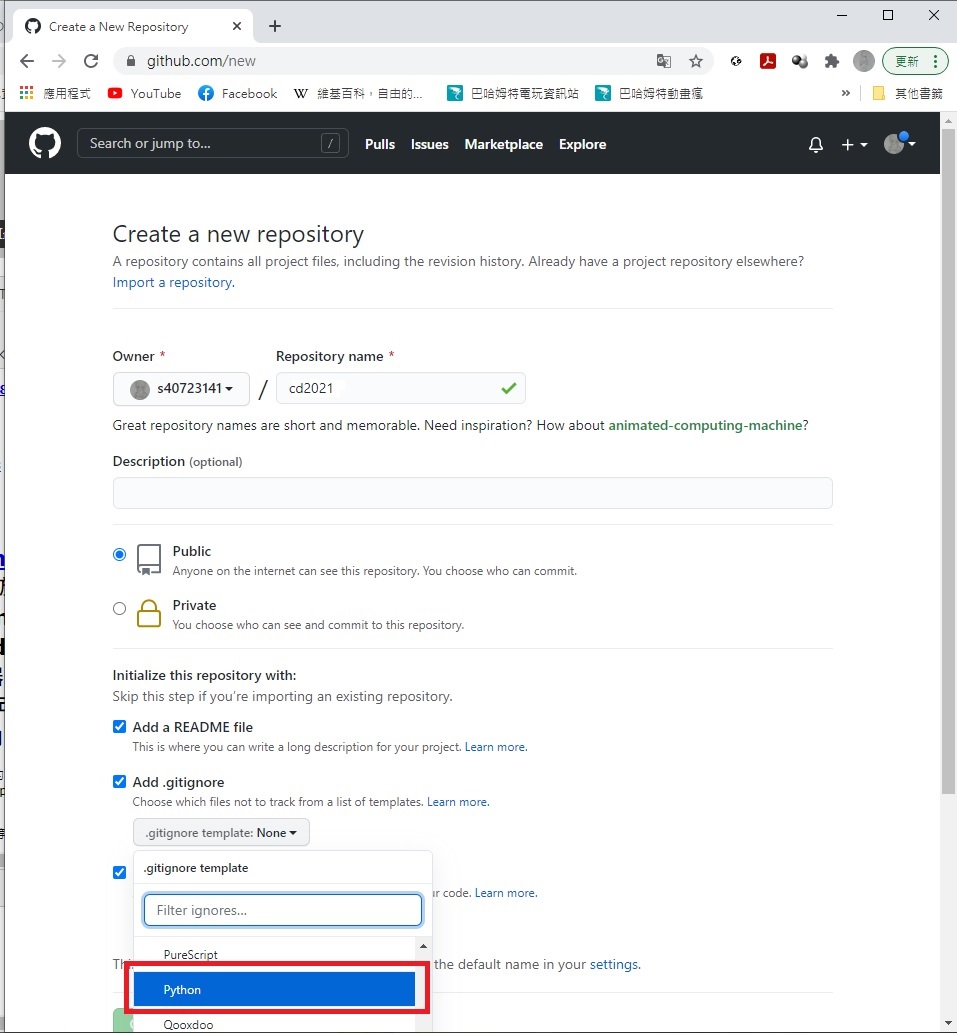 Create a New Repository
github.com/new
更新
應用程式
YouTube
Facebook
W 維基百科，自由的...
巴哈姆特電玩資訊站
巴哈姆特動畫瘋
»
其他書籤
Search or jump to...
/
Pulls
Issues
Marketplace
Explore
Create a new repository
A repository contains all project files, including the revision history. Already have a project repository elsewhere?
Import a repository.
Owner *
Repository name *
s40723141
/
cd2021
Great repository names are short and memorable. Need inspiration? How about animated-computing-machine?
Description (optional)
Public
Anyone on the internet can see this repository. You choose who can commit.
Private
You choose who can see and commit to this repository.
Initialize this repository with:
Skip this step if you’re importing an existing repository.
Add a README file
This is where you can write a long description for your project. Learn more.
Add .gitignore
Choose which files not to track from a list of templates. Learn more.
.gitignore template: None
.gitignore template
ur code. Learn more.
Filter ignores...
PureScript
the default name in your settings.
Python
Qooxdoo